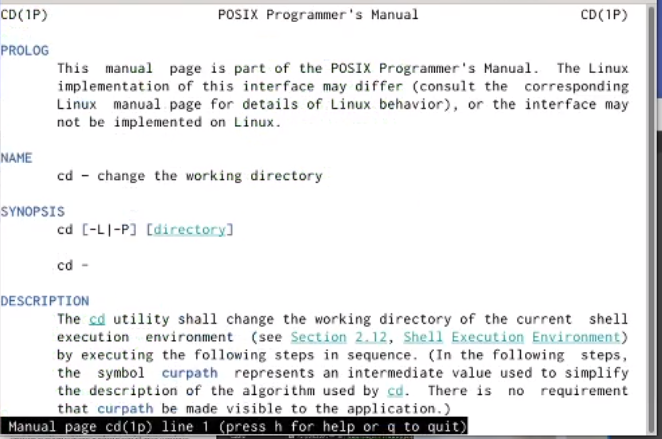 CD(1P) POSIX Programmer's Manual CD(1P)
PROLOG
This manual page is part of the POSIX Programmer's Manual. The Linux
implementation of this interface may differ (consult the corresponding
Linux manual page for details of Linux behavior), or the interface may
not be implemented on Linux.
NAME
cd - change the working directory
SYNOPSIS
cd [-L|-P] [directory]
cd -
DESCRIPTION
The cd utility shall change the working directory of the current shell
execution environment (see Section 2.12, Shell Execution Environment)
by executing the following steps in sequence. (In the following steps,
the symbol curpath represents an intermediate value used to simplify
the description of the algorithm used by cd. There is no requirement
that curpath be made visible to the application.)
Manual page cd(1p) line 1 (press h for help or q to quit)